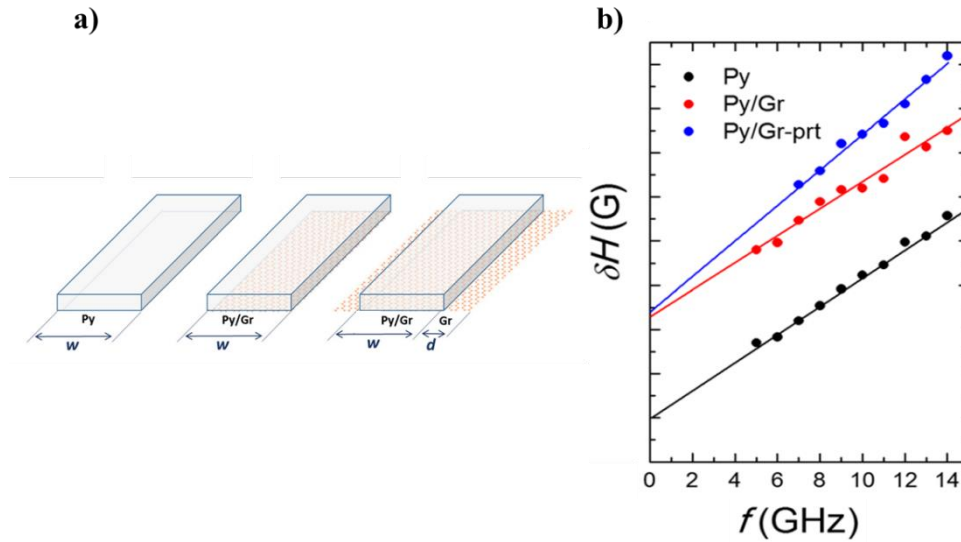 a)
Py
w
Py/Gr
w
Py/Gr
Gr
w
d
b)
Py
Py/Gr
Py/Gr-prt
δH (G)
0 2 4 6 8 10 12 14
f (GHz)